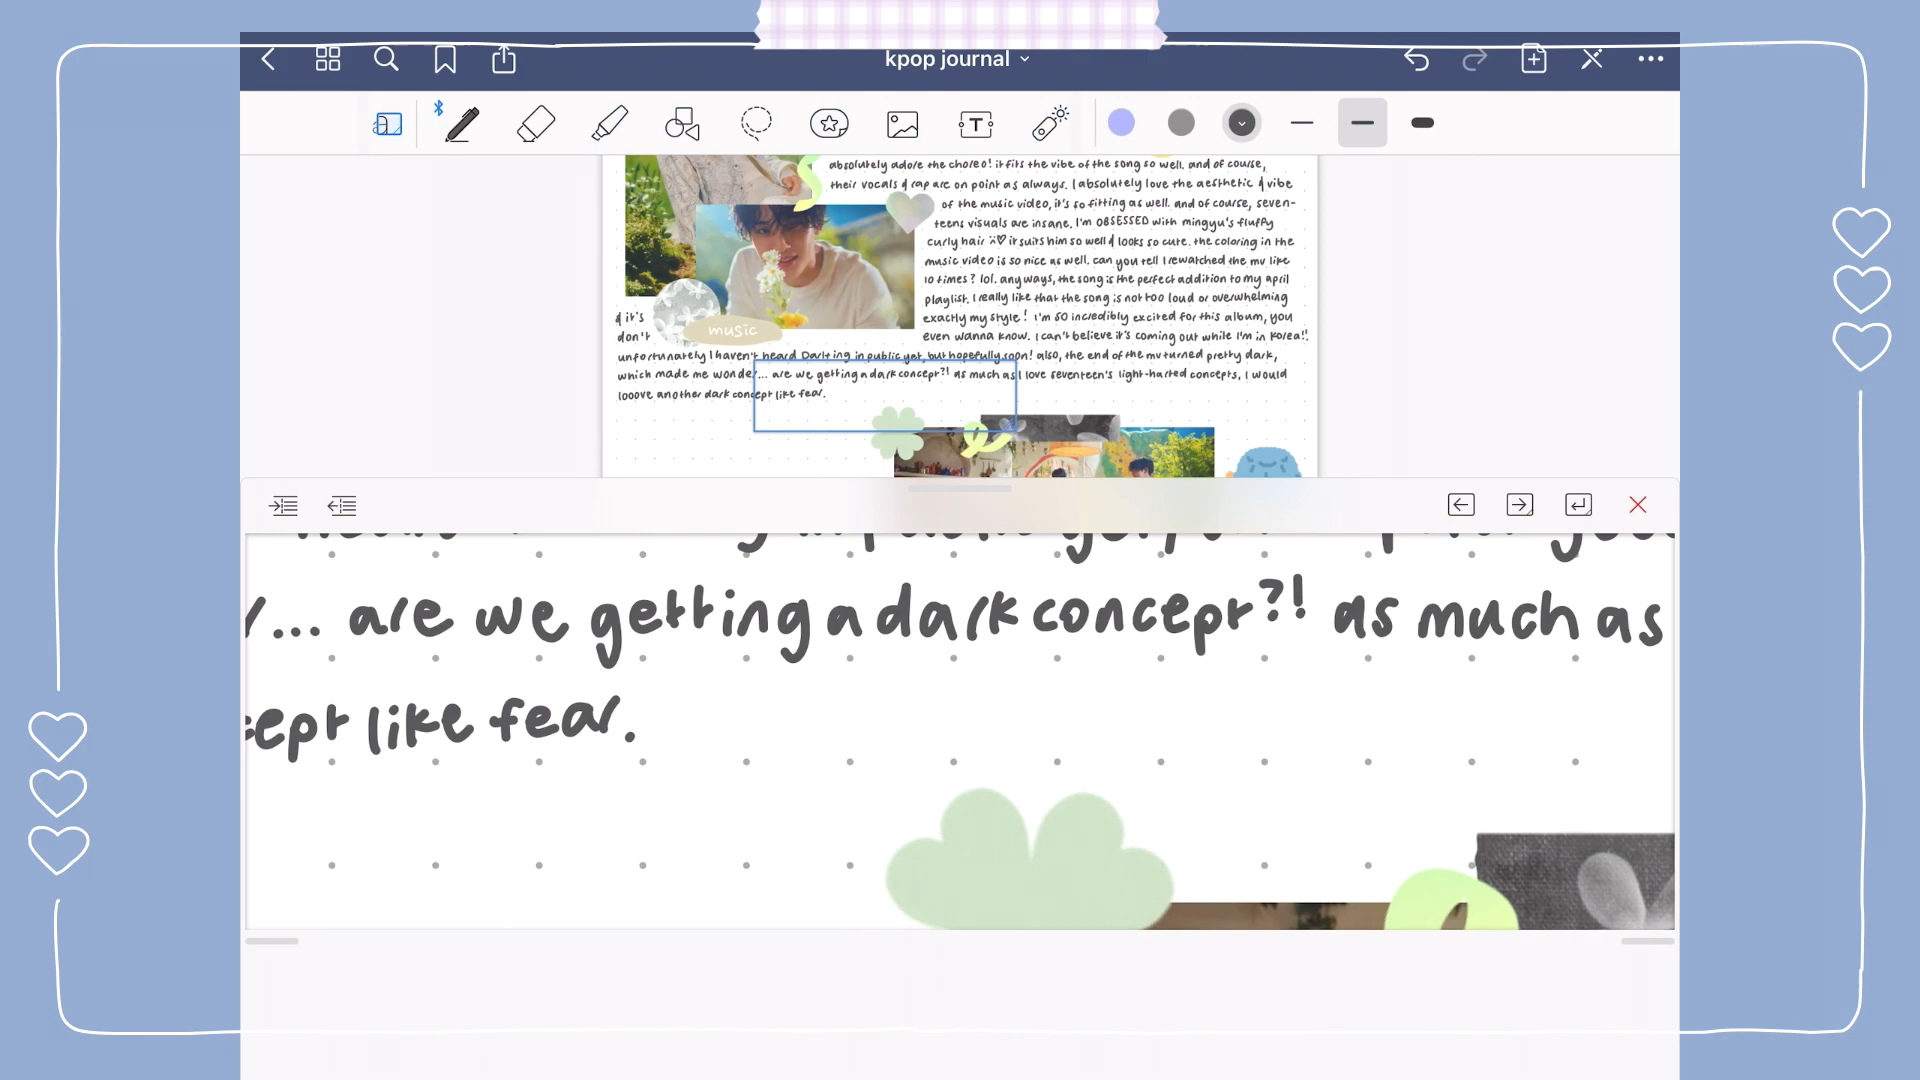 kpop journal
absolutely adore the choreo! it fits the vibe of the song so well. and of course,
their vocals & rap are on point as always. I absolutely love the aesthetic & vibe
of the music video, it's so fitting as well. and of course, seven-
teens visuals are insane. I'm OBSESSED with mingyu's fluffy
curly hair it suits him so well & looks so cute. the coloring in the
music video is so nice as well. can you tell I rewatched the mv like
10 times? lol. anyways, the song is the perfect addition to my april
playlist. I really like that the song is not too loud or overwhelming
& it's exactly my style! I'm SO incredibly excited for this album, you
don't even wanna know. I can't believe it's coming out while I'm in Korea!!
music
unfortunately I haven't heard Darl+ing in public yet, but hopefully soon! also, the end of the mv turned pretty dark,
which made me wonder... are we getting a dark concept?! as much as I love seventeen's light-harted concepts, I would
looove another dark concept like fear.
... are we getting a dark concept?! as much as
cept like fear.